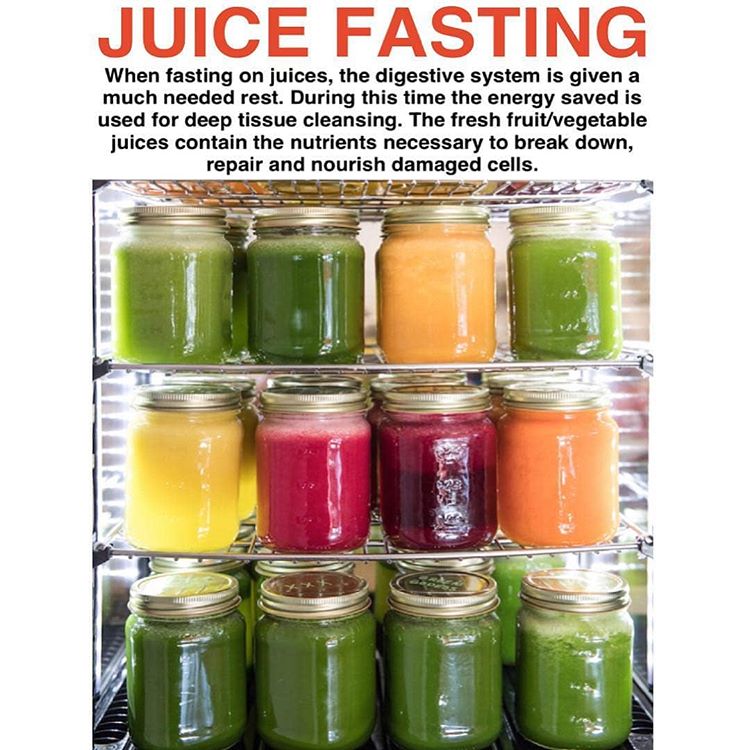 JUICE FASTING
When fasting on juices, the digestive system is given a
much needed rest. During this time the energy saved is
used for deep tissue cleansing. The fresh fruit/vegetable
juices contain the nutrients necessary to break down,
repair and nourish damaged cells.